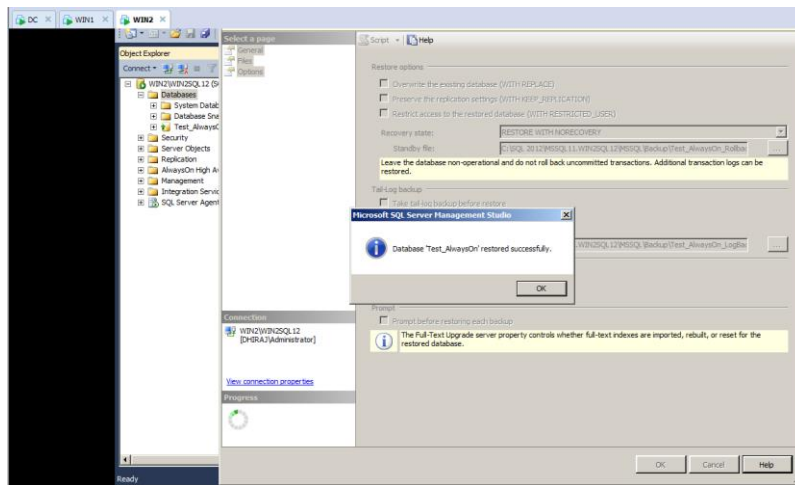 DC
WIN1
WIN2
Object Explorer
Connect
WIN2\WIN2SQL12 (S
Databases
System Datab
Database Sna
Test_AlwaysO
Security
Server Objects
Replication
AlwaysOn High A
Management
Integration Servic
SQL Server Agent
Ready
Select a page
General
Files
Options
Connection
WIN2\WIN2SQL12
[DHIRAJ\Administrator]
View connection properties
Progress
Script
Help
Restore options
Overwrite the existing database (WITH REPLACE)
Preserve the replication settings (WITH KEEP_REPLICATION)
Restrict access to the restored database (WITH RESTRICTED_USER)
Recovery state:
RESTORE WITH NORECOVERY
Standby file:
C:\SQL 2012\MSSQL11.WIN2SQL12\MSSQL\Backup\Test_AlwaysOn_Rollba
...
Leave the database non-operational and do not roll back uncommitted transactions. Additional transaction logs can be
restored.
Tail-Log backup
Take tail-log backup before restore
Microsoft SQL Server Management Studio
Database 'Test_AlwaysOn' restored successfully.
OK
.WIN2SQL12\MSSQL\Backup\Test_AlwaysOn_LogBa
...
Prompt
Prompt before restoring each backup
The Full-Text Upgrade server property controls whether full-text indexes are imported, rebuilt, or reset for the
restored database.
OK
Cancel
Help